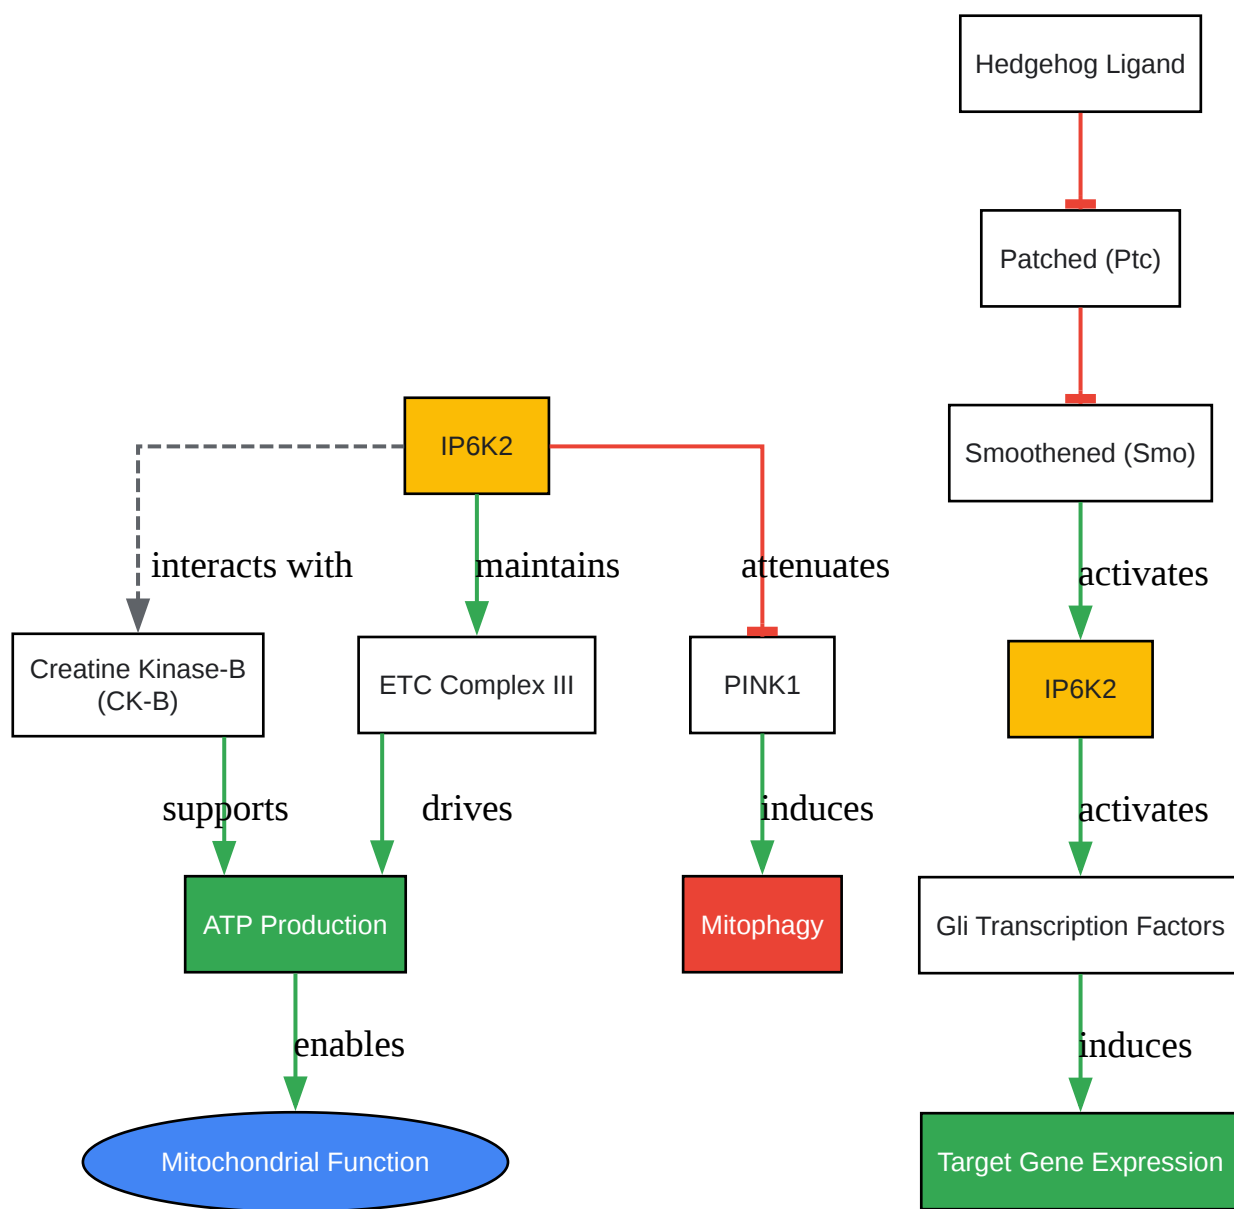 Hedgehog Ligand
Patched (Ptc)
IP6K2
Smoothened (Smo)
interacts with
maintains
attenuates
activates
Creatine Kinase-B
(CK-B)
ETC Complex III
PINK1
IP6K2
supports
drives
induces
activates
ATP Production
Mitophagy
Gli Transcription Factors
enables
induces
Mitochondrial Function
Target Gene Expression